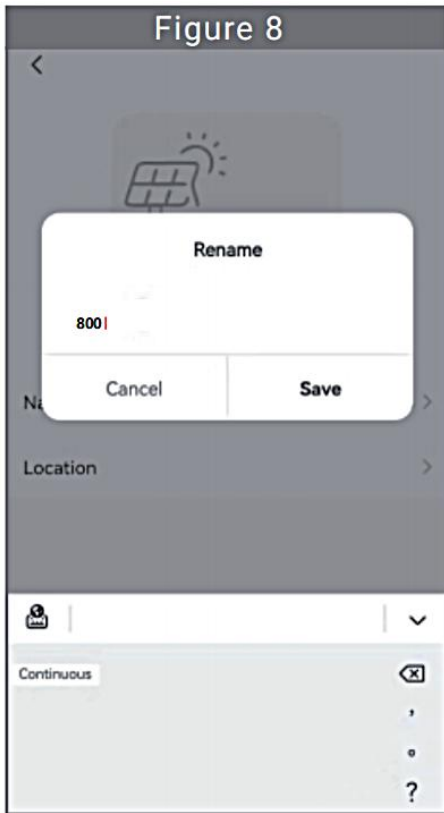 Figure 8
Rename
800
Cancel Save
Na
Location
Continuous
,
。
?